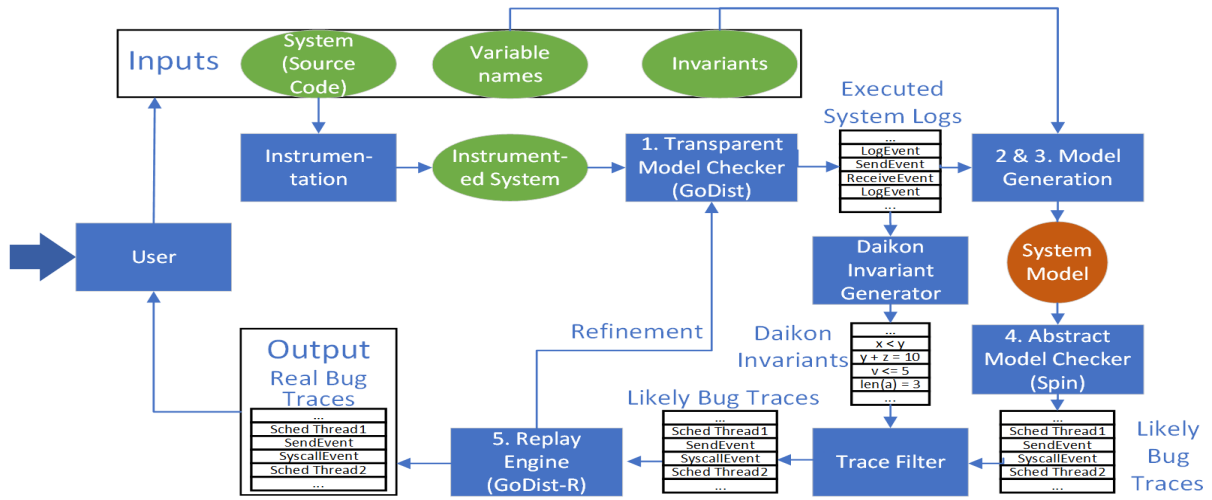 Inputs
System
(Source
Code)
Variable
names
Invariants
Executed
System Logs
Instrumen-
tation
Instrument-
ed System
1. Transparent
Model Checker
(GoDist)
...
LogEvent
SendEvent
ReceiveEvent
LogEvent
...
2 & 3. Model
Generation
User
Daikon
Invariant
Generator
System
Model
Refinement
Daikon
Invariants
...
x < y
y + z = 10
v <= 5
len(a) = 3
...
4. Abstract
Model Checker
(Spin)
Output
Real Bug
Traces
...
Sched Thread1
SendEvent
SyscallEvent
Sched Thread2
...
5. Replay
Engine
(GoDist-R)
Likely Bug Traces
...
Sched Thread1
SendEvent
SyscallEvent
Sched Thread2
...
Trace Filter
...
Sched Thread1
SendEvent
SyscallEvent
Sched Thread2
...
Likely
Bug
Traces